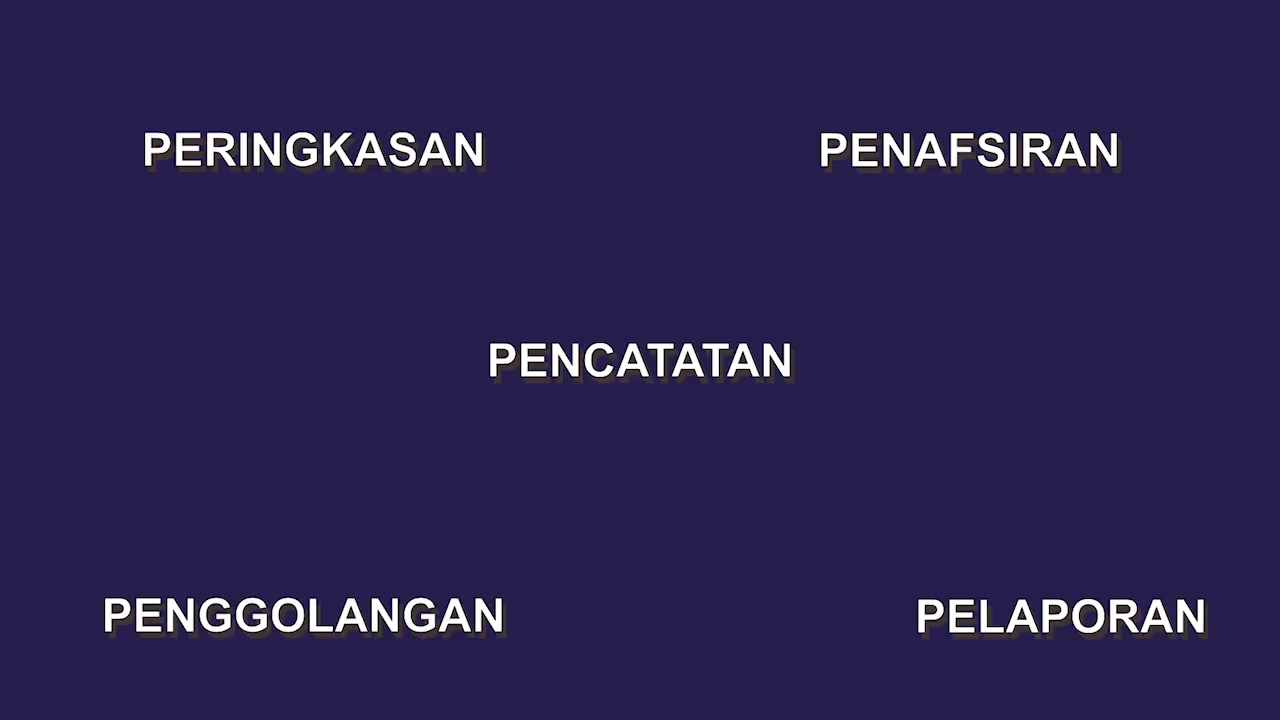 PERINGKASAN
PENAFSIRAN
PENCATATAN
PENGGOLANGAN
PELAPORAN